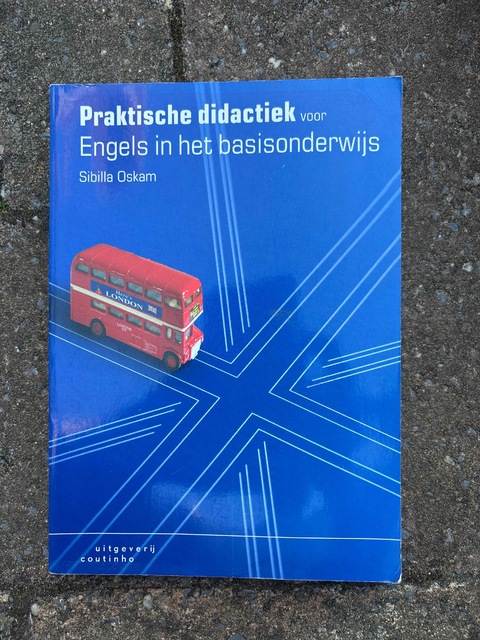 Praktische didactiek voor
Engels in het basisonderwijs
Sibilla Oskam
LONDON
uitgeverij
coutinho